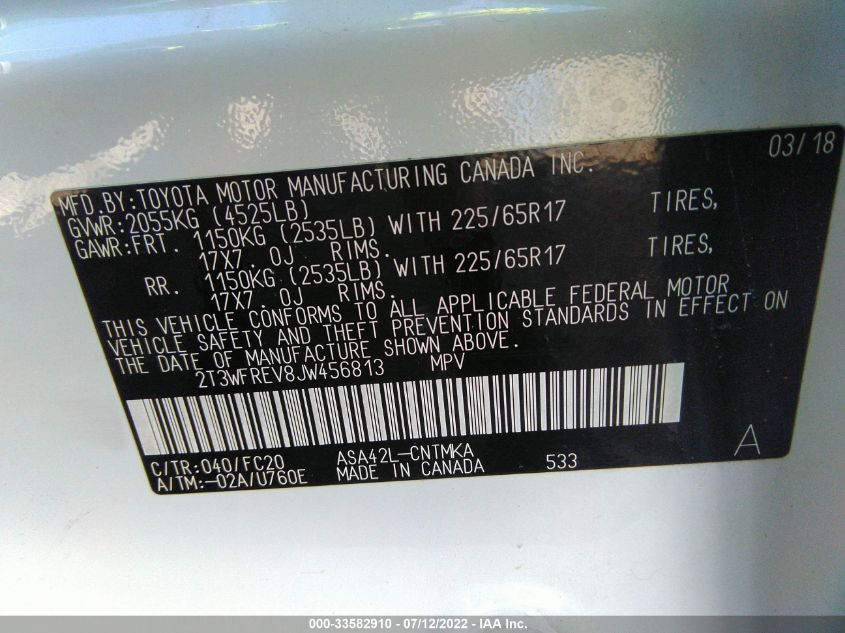 03/18
MFD.BY:TOYOTA MOTOR MANUFACTURING CANADA INC.
GVWR:2055KG (4525LB)
GAWR:FRT. 1150KG (2535LB) WITH 225/65R17 TIRES,
17X7. 0J RIMS.
RR. 1150KG (2535LB) WITH 225/65R17 TIRES,
17X7. 0J RIMS.
THIS VEHICLE CONFORMS TO ALL APPLICABLE FEDERAL MOTOR
VEHICLE SAFETY AND THEFT PREVENTION STANDARDS IN EFFECT ON
THE DATE OF MANUFACTURE SHOWN ABOVE.
2T3WFREV8JW456813 MPV
C/TR:040/FC20 ASA42L-CNTMKA
A/TM:-02A/U760E MADE IN CANADA 533 A
000-33582910 - 07/12/2022 - IAA Inc.